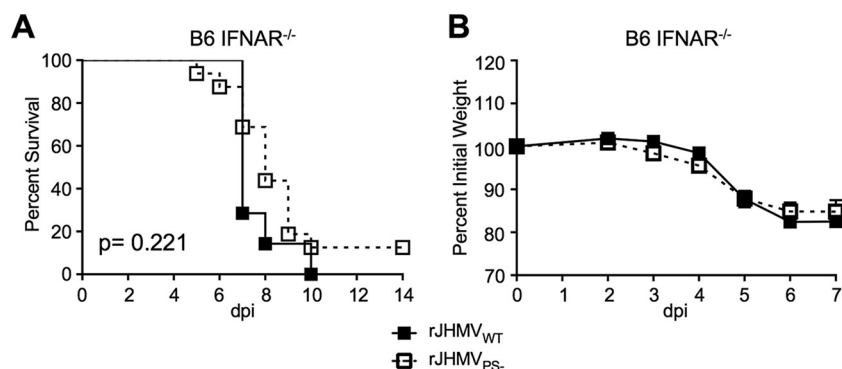 A
B6 IFNAR-/-
Percent Survival
100
80
60
40
20
0
p= 0.221
0 2 4 6 8 10 12 14
dpi
B
B6 IFNAR-/-
Percent Initial Weight
120
110
100
90
80
70
0 1 2 3 4 5 6 7
dpi
rJHMVWT
rJHMVPS-